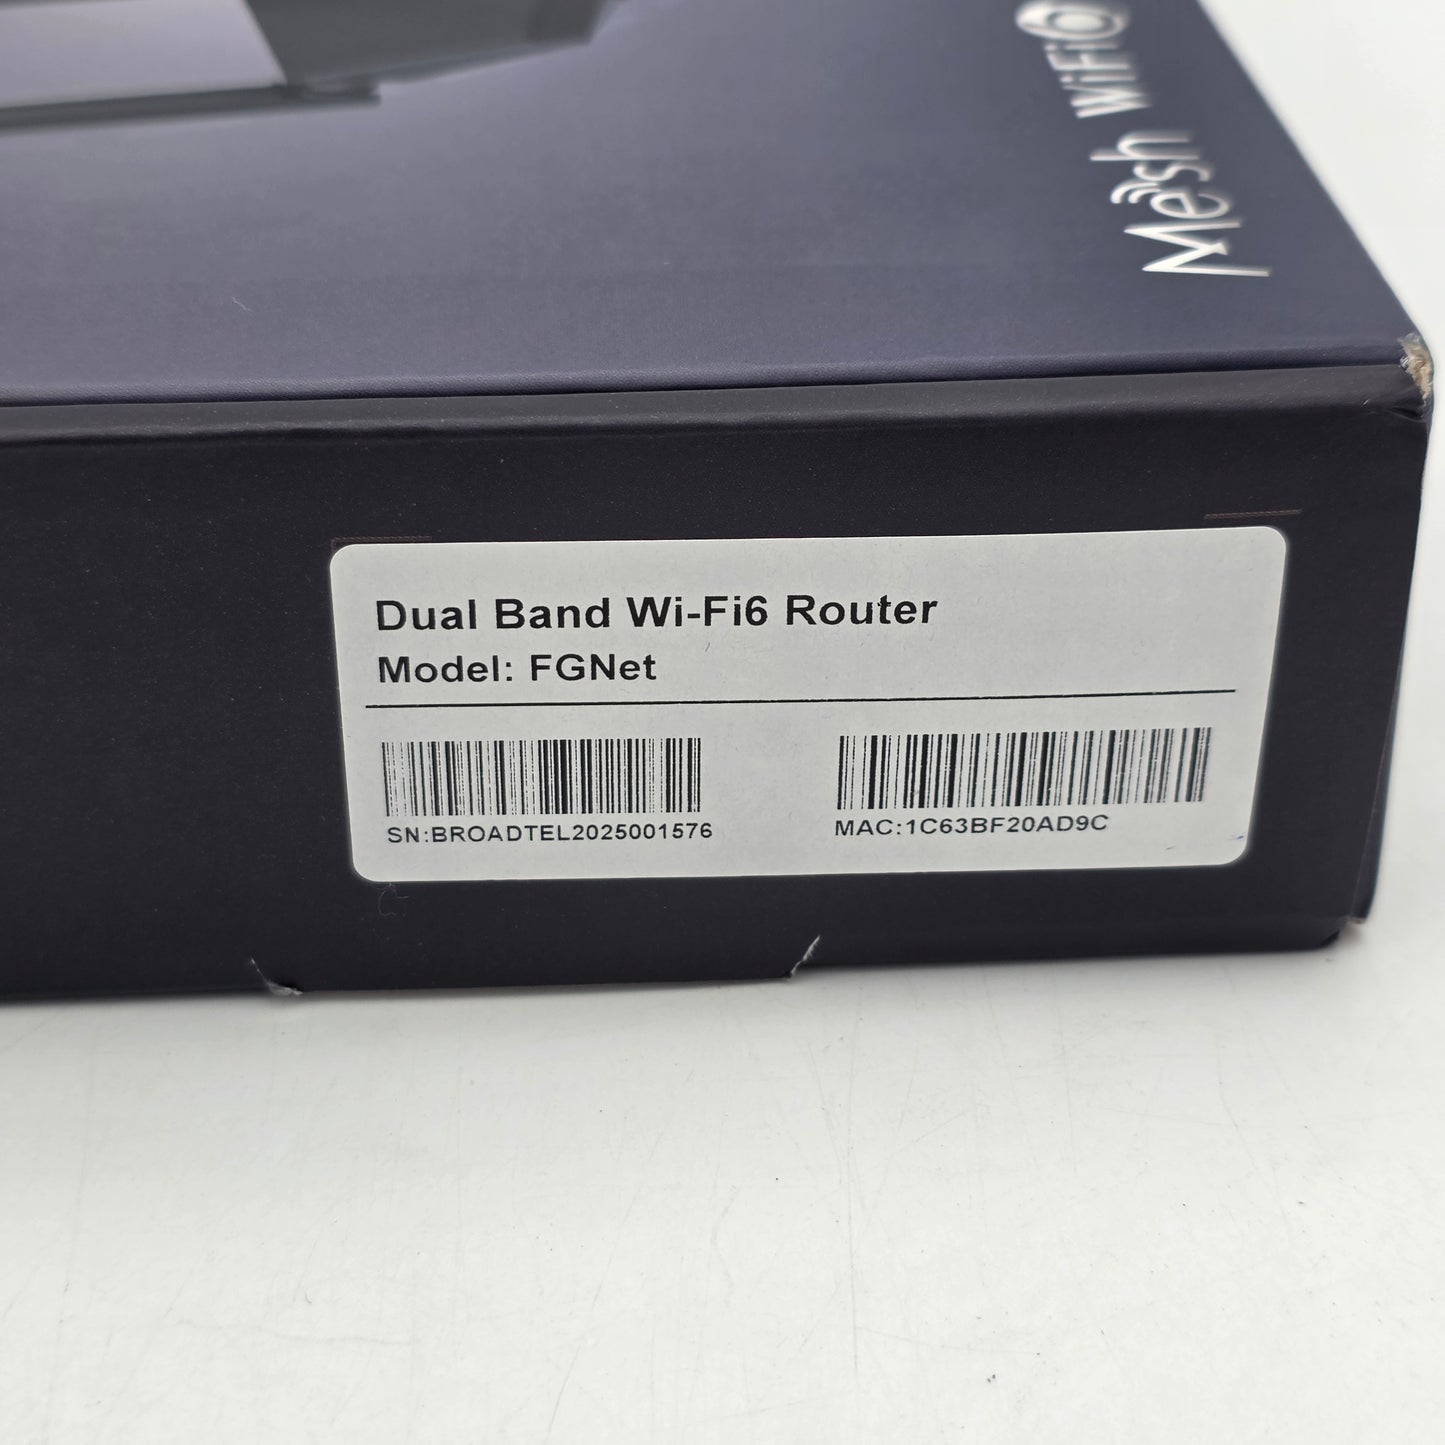 Mesh WiFi6
Dual Band Wi-Fi6 Router
Model: FGNet
SN:BROADTEL2025001576
MAC:1C63BF20AD9C